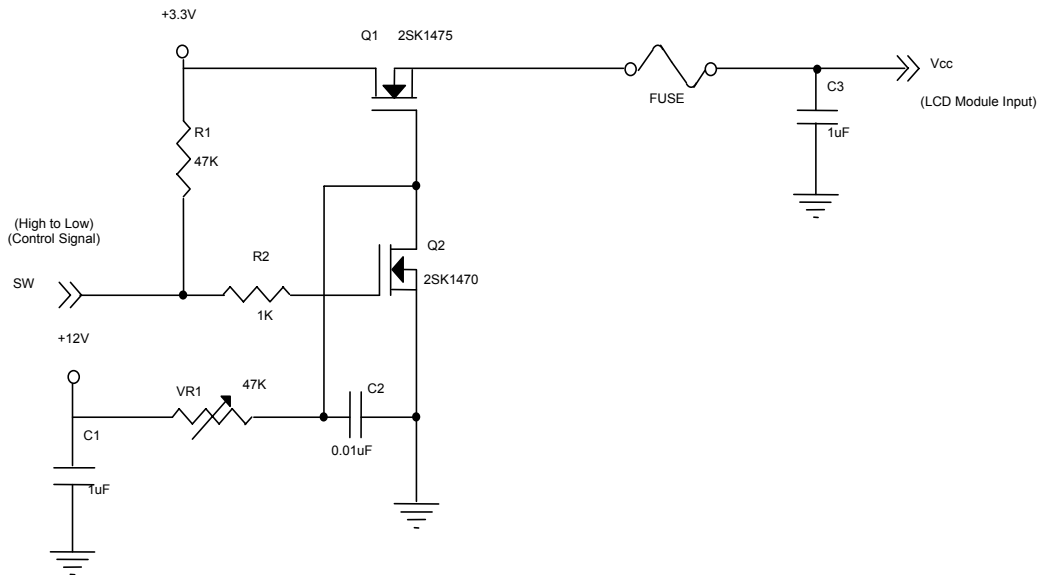 +3.3V
Q1 2SK1475
Vcc
FUSE
C3
(LCD Module Input)
R1
1uF
47K
(High to Low)
(Control Signal)
Q2
R2
SW
2SK1470
1K
+12V
VR1
47K
C2
C1
0.01uF
1uF